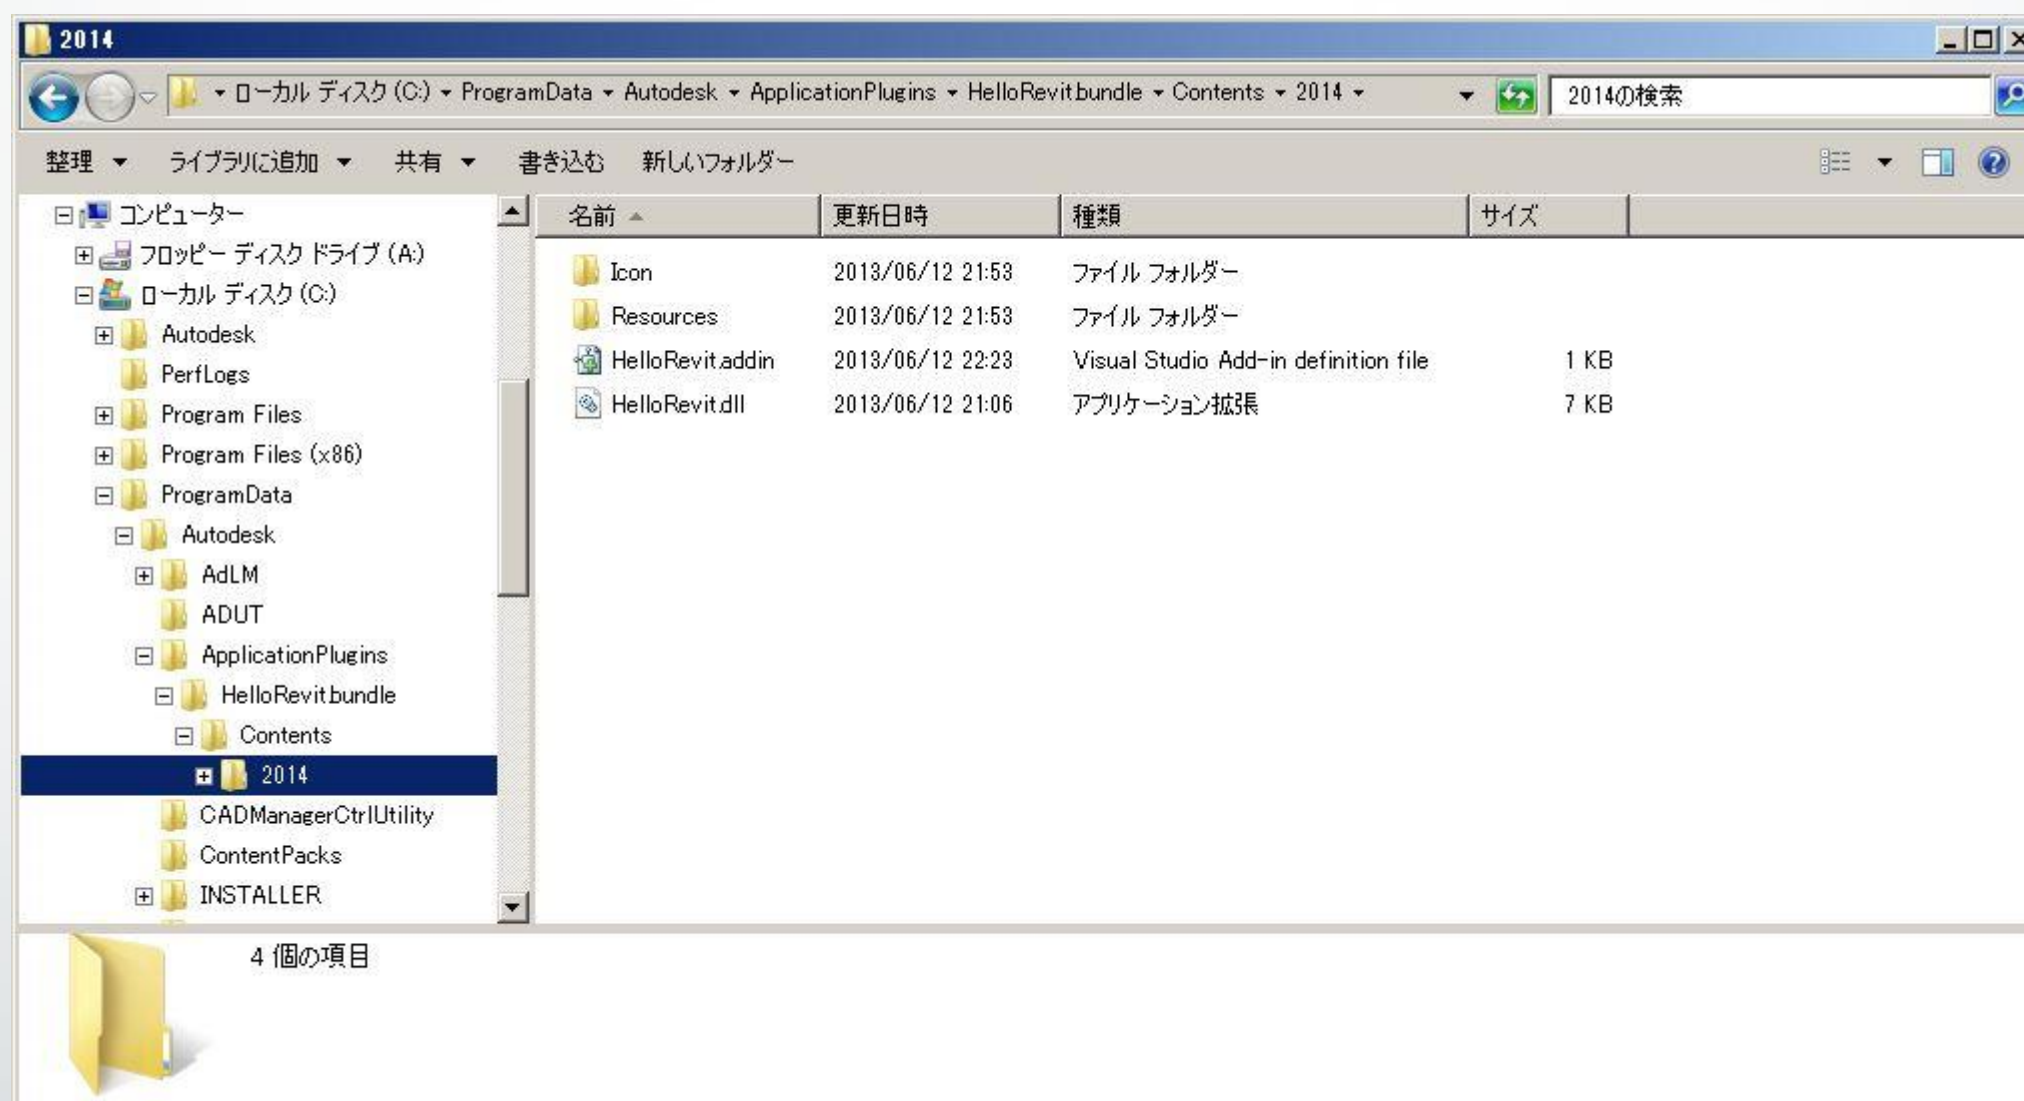 2014
ローカル ディスク (C:) ProgramData Autodesk ApplicationPlugins HelloRevit.bundle Contents 2014
2014の検索
整理 ライブラリに追加 共有 書き込む 新しいフォルダー
コンピューター
フロッピー ディスク ドライブ (A:)
ローカル ディスク (C:)
Autodesk
PerfLogs
Program Files
Program Files (x86)
ProgramData
Autodesk
AdLM
ADUT
ApplicationPlugins
HelloRevit.bundle
Contents
2014
CADManagerCtrlUtility
ContentPacks
INSTALLER
名前 更新日時 種類 サイズ
Icon 2013/06/12 21:53 ファイル フォルダー
Resources 2013/06/12 21:53 ファイル フォルダー
HelloRevit.addin 2013/06/12 22:23 Visual Studio Add-in definition file 1 KB
HelloRevit.dll 2013/06/12 21:06 アプリケーション拡張 7 KB
4 個の項目